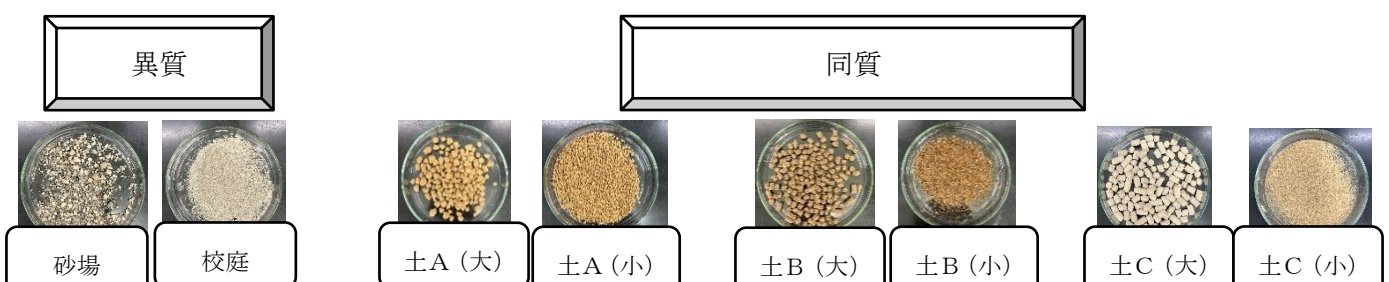 異質
同質
砂場
校庭
土A（大）
土A（小）
土B（大）
土B（小）
土C（大）
土C（小）